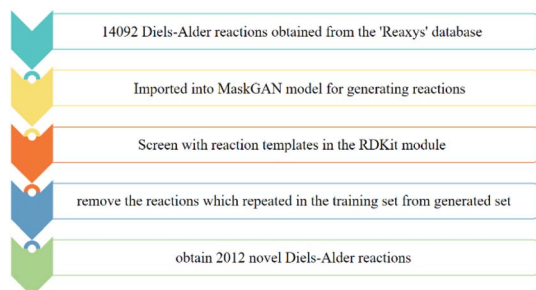 14092 Diels-Alder reactions obtained from the 'Reaxys' database
Imported into MaskGAN model for generating reactions
Screen with reaction templates in the RDKit module
remove the reactions which repeated in the training set from generated set
obtain 2012 novel Diels-Alder reactions